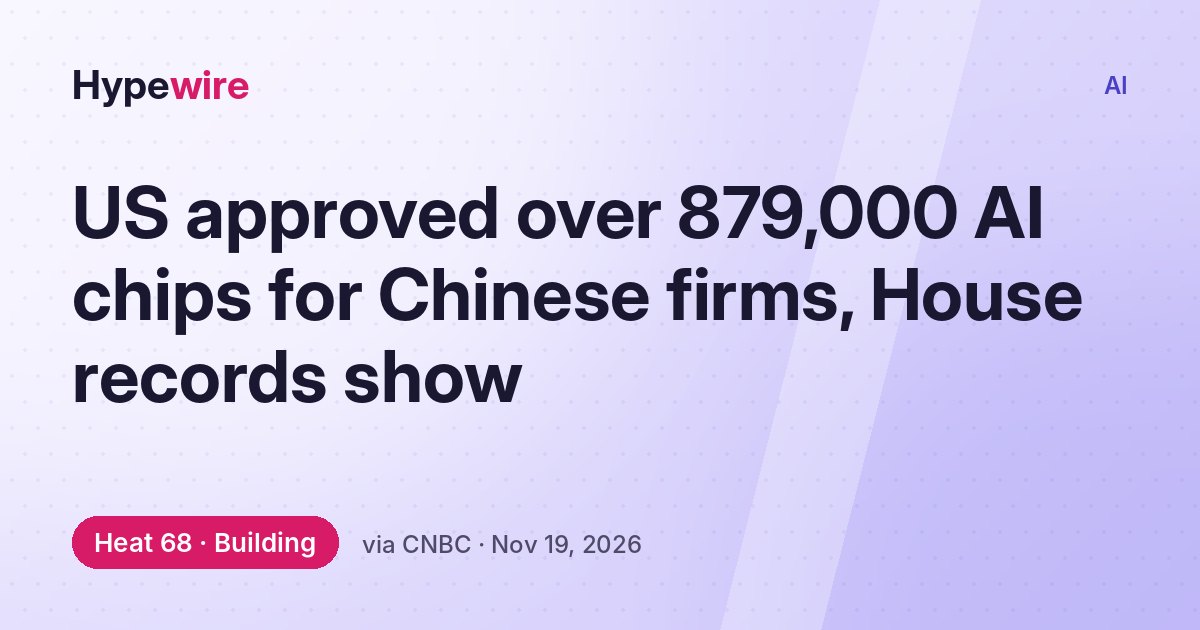 Hypewire
AI
US approved over 879,000 AI
chips for Chinese firms, House
records show
Heat 68 · Building
via CNBC · Nov 19, 2026